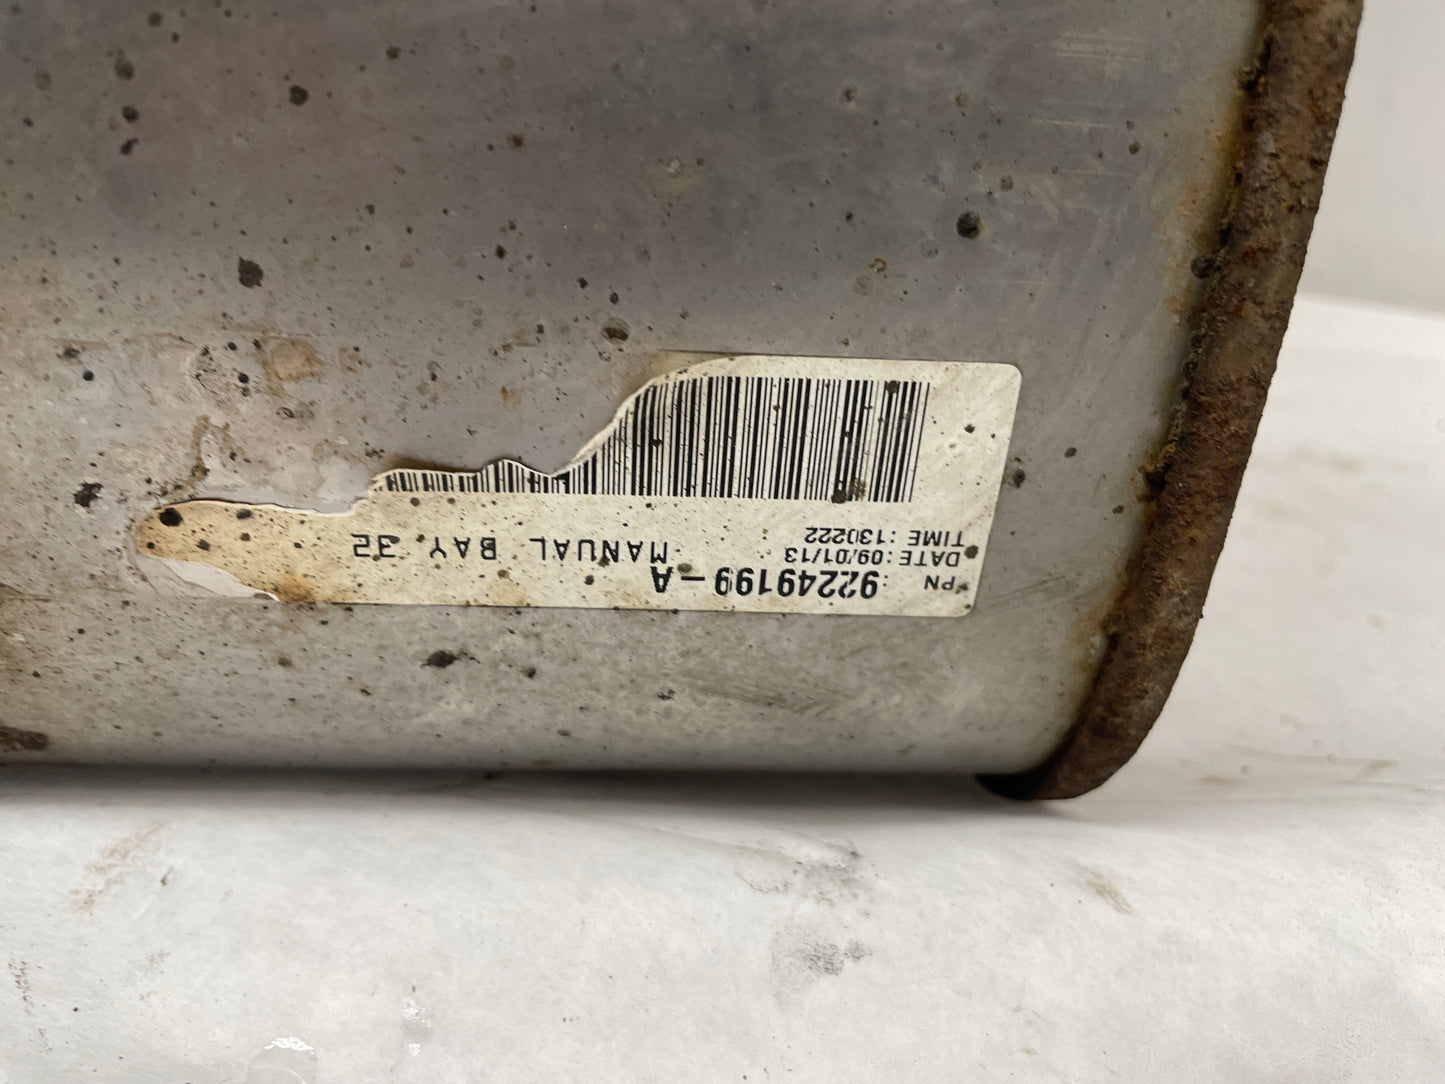 PN :92249199-A
DATE:09/01/13 MANUAL BAY 32
TIME :130222